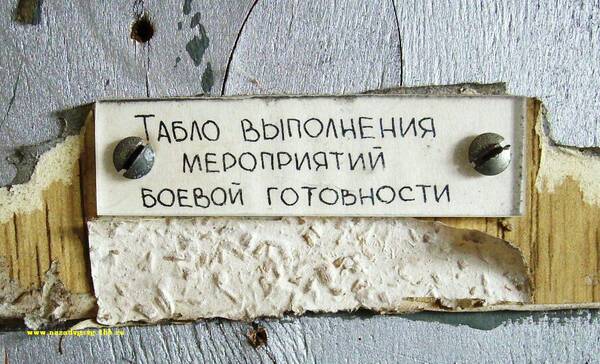 Табло выполнения
мероприятий
боевой готовности